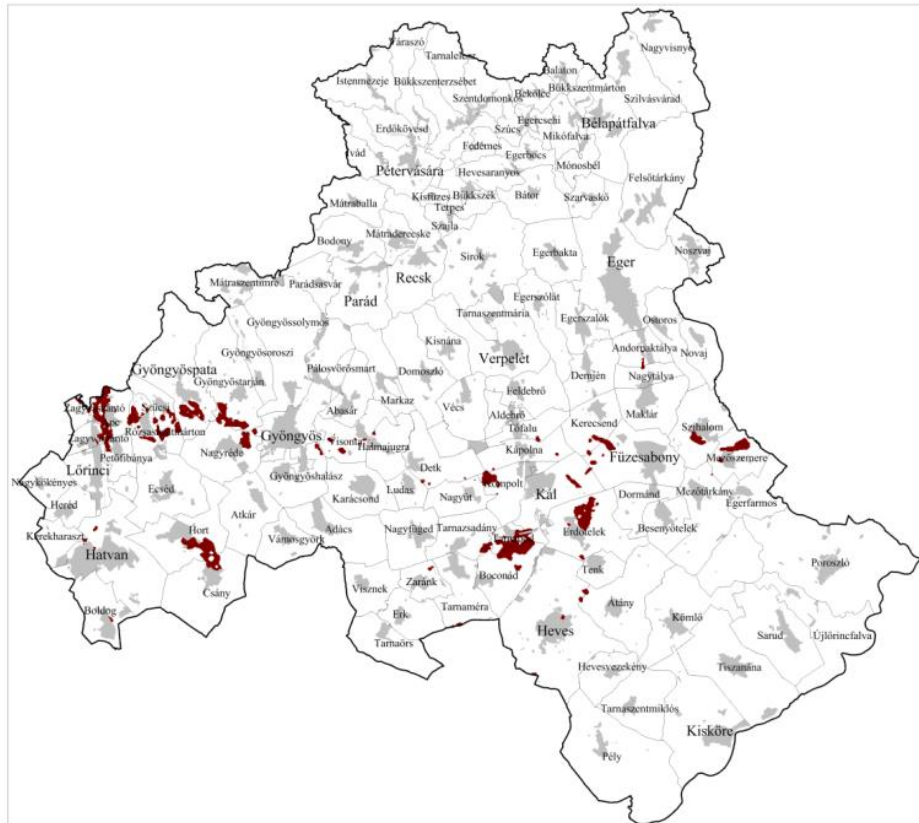 Váraszó
Tarnalelesz
Nagyvisnyó
Istenmezeje
Bükkszenterzsébet
Balaton
Bekölce
Bükkszentmárton
Szentdomonkos
Szilvásvárad
Egercsehi
Bélapátfalva
Erdőkövesd
Szúcs
Mikófalva
Ivád
Fedémes
Egerbocs
Pétervására
Hevesaranyos
Mónosbél
Felsőtárkány
Kisfüzes
Bükkszék
Bátor
Szarvaskő
Mátraballa
Terpes
Szajla
Bodony
Mátraderecske
Noszvaj
Sirok
Egerbakta
Eger
Recsk
Mátraszentimre
Parádsasvár
Parád
Egerszólát
Tarnaszentmária
Gyöngyössolymos
Egerszalók
Ostoros
Kisnána
Andornaktálya
Novaj
Gyöngyösoroszi
Verpelét
Gyöngyöspata
Pálosvörösmart
Domoszló
Demjén
Nagytálya
Gyöngyöstarján
Feldebrő
Markaz
Vécs
Abasár
Aldebrő
Maklár
Szűcsi
Tófalu
Kerecsend
Rózsaszentmárton
Gyöngyös
Visonta
Halmajugra
Kápolna
Szihalom
Nagyréde
Petőfibánya
Füzesabony
Mezőszemere
Lőrinci
Detk
Gyöngyöshalász
Kompolt
Nagykökényes
Ecséd
Karácsond
Ludas
Nagyút
Kál
Dormánd
Mezőtárkány
Egerfarmos
Heréd
Atkár
Adács
Nagyfüged
Tarnazsadány
Erdőtelek
Besenyőtelek
Hort
Kerekharaszt
Vámosgyörk
Hatvan
Poroszló
Csány
Boconád
Tenk
Zaránk
Visznek
Boldog
Erk
Tarnaméra
Átány
Kömlő
Tarnaörs
Heves
Sarud
Újlőrincfalva
Hevesvezekény
Tiszanána
Tarnaszentmiklós
Kisköre
Pély